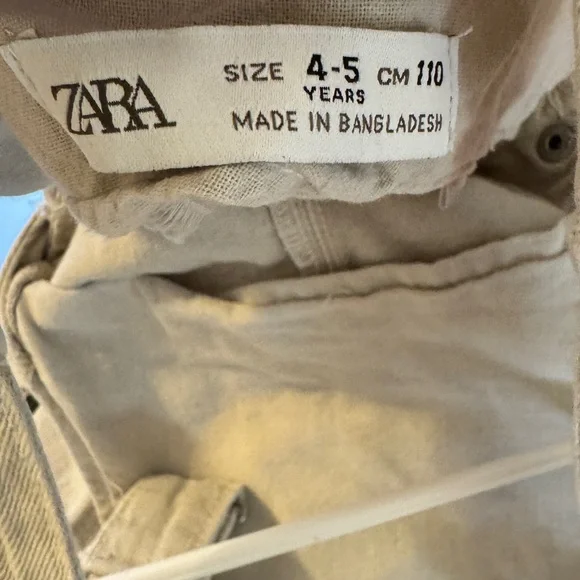 ZARA
SIZE 4-5 CM 110
YEARS
MADE IN BANGLADESH